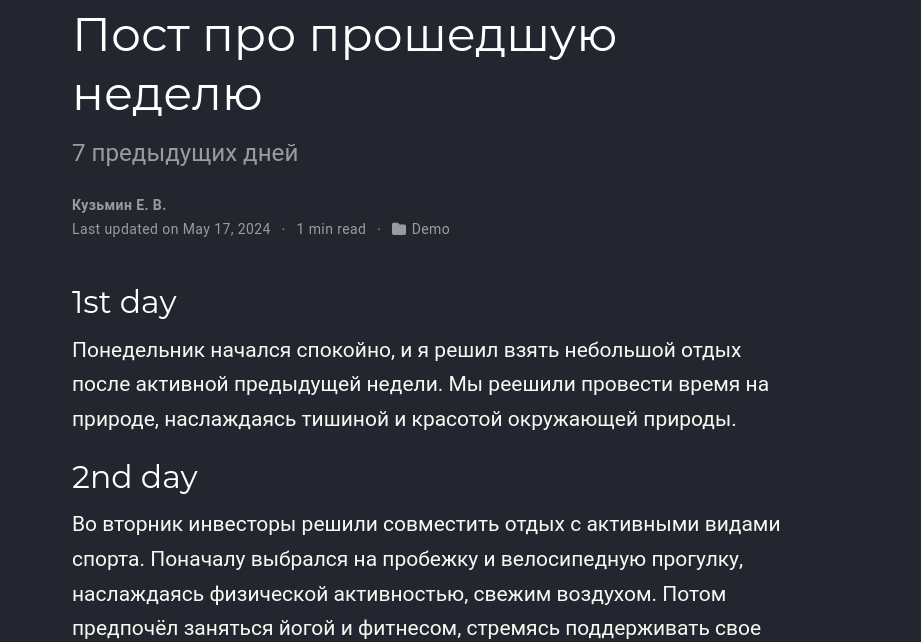 Пост про прошедшую
неделю
7 предыдущих дней
Кузьмин Е. В.
Last updated on May 17, 2024 · 1 min read · Demo
1st day
Понедельник начался спокойно, и я решил взять небольшой отдых
после активной предыдущей недели. Мы реешили провести время на
природе, наслаждаясь тишиной и красотой окружающей природы.
2nd day
Во вторник инвесторы решили совместить отдых с активными видами
спорта. Поначалу выбрался на пробежку и велосипедную прогулку,
наслаждаясь физической активностью, свежим воздухом. Потом
предпочёл заняться йогой и фитнесом, стремясь поддерживать свое